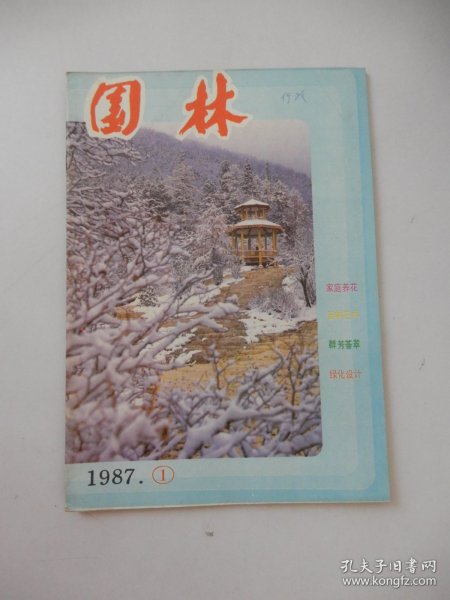 园林
家庭养花
群芳荟萃
绿化设计
1987. ①
孔夫子旧书网
www.kongfz.com